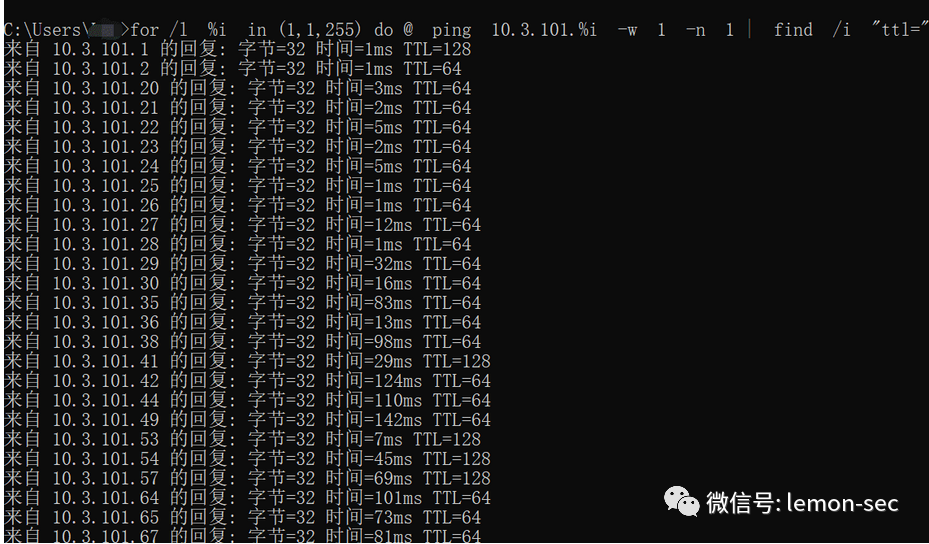 C:\Users\ >for /l %i in (1,1,255) do @ ping 10.3.101.%i -w 1 -n 1 | find /i "ttl="
来自 10.3.101.1 的回复: 字节=32 时间=1ms TTL=128
来自 10.3.101.2 的回复: 字节=32 时间=1ms TTL=64
来自 10.3.101.20 的回复: 字节=32 时间=3ms TTL=64
来自 10.3.101.21 的回复: 字节=32 时间=2ms TTL=64
来自 10.3.101.22 的回复: 字节=32 时间=5ms TTL=64
来自 10.3.101.23 的回复: 字节=32 时间=2ms TTL=64
来自 10.3.101.24 的回复: 字节=32 时间=5ms TTL=64
来自 10.3.101.25 的回复: 字节=32 时间=1ms TTL=64
来自 10.3.101.26 的回复: 字节=32 时间=1ms TTL=64
来自 10.3.101.27 的回复: 字节=32 时间=12ms TTL=64
来自 10.3.101.28 的回复: 字节=32 时间=1ms TTL=64
来自 10.3.101.29 的回复: 字节=32 时间=32ms TTL=64
来自 10.3.101.30 的回复: 字节=32 时间=16ms TTL=64
来自 10.3.101.35 的回复: 字节=32 时间=83ms TTL=64
来自 10.3.101.36 的回复: 字节=32 时间=13ms TTL=64
来自 10.3.101.38 的回复: 字节=32 时间=98ms TTL=64
来自 10.3.101.41 的回复: 字节=32 时间=29ms TTL=128
来自 10.3.101.42 的回复: 字节=32 时间=124ms TTL=64
来自 10.3.101.44 的回复: 字节=32 时间=110ms TTL=64
来自 10.3.101.49 的回复: 字节=32 时间=142ms TTL=64
来自 10.3.101.53 的回复: 字节=32 时间=7ms TTL=128
来自 10.3.101.54 的回复: 字节=32 时间=45ms TTL=128
来自 10.3.101.57 的回复: 字节=32 时间=69ms TTL=128
来自 10.3.101.64 的回复: 字节=32 时间=101ms TTL=64
来自 10.3.101.65 的回复: 字节=32 时间=73ms TTL=64
来自 10.3.101.67 的回复: 字节=32 时间=81ms TTL=64
微信号: lemon-sec